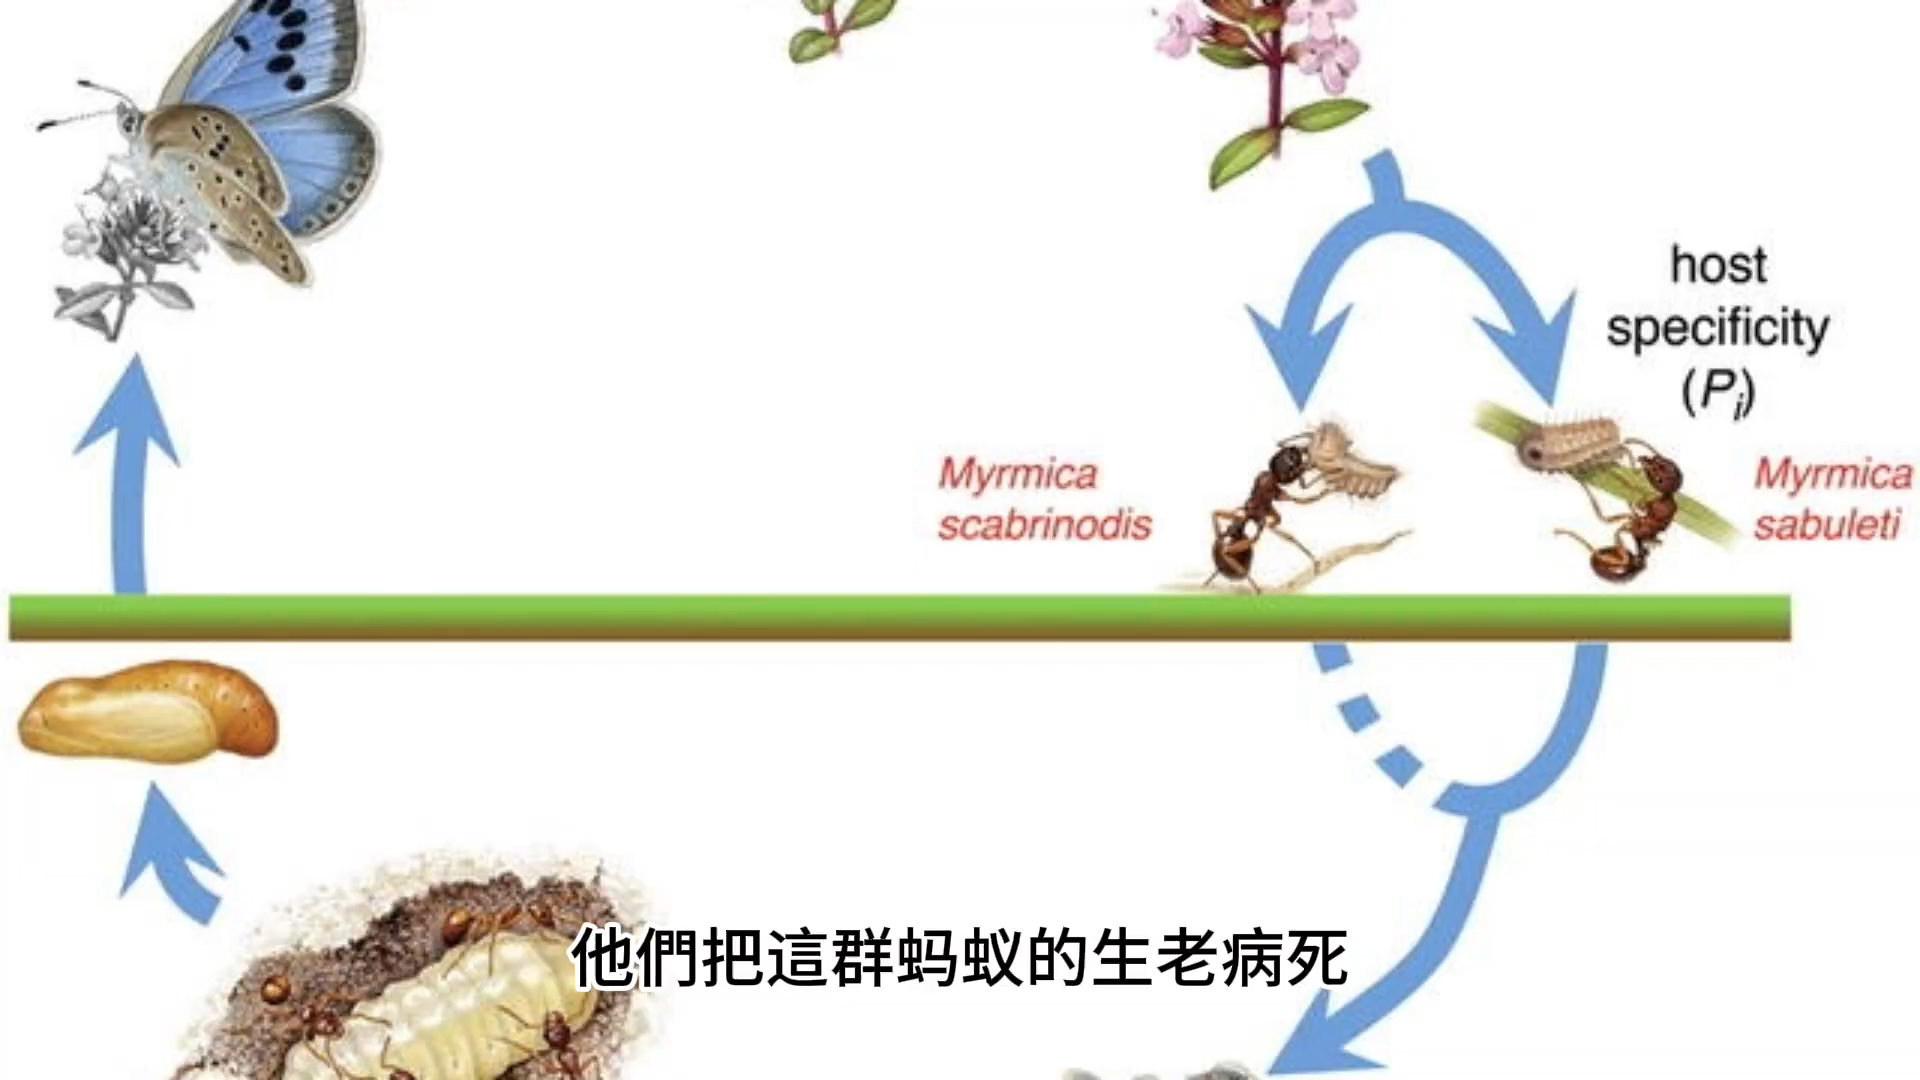 host
specificity
(Pi)
Myrmica
scabrinodis
Myrmica
sabuleti
他們把這群蚂蚁的生老病死